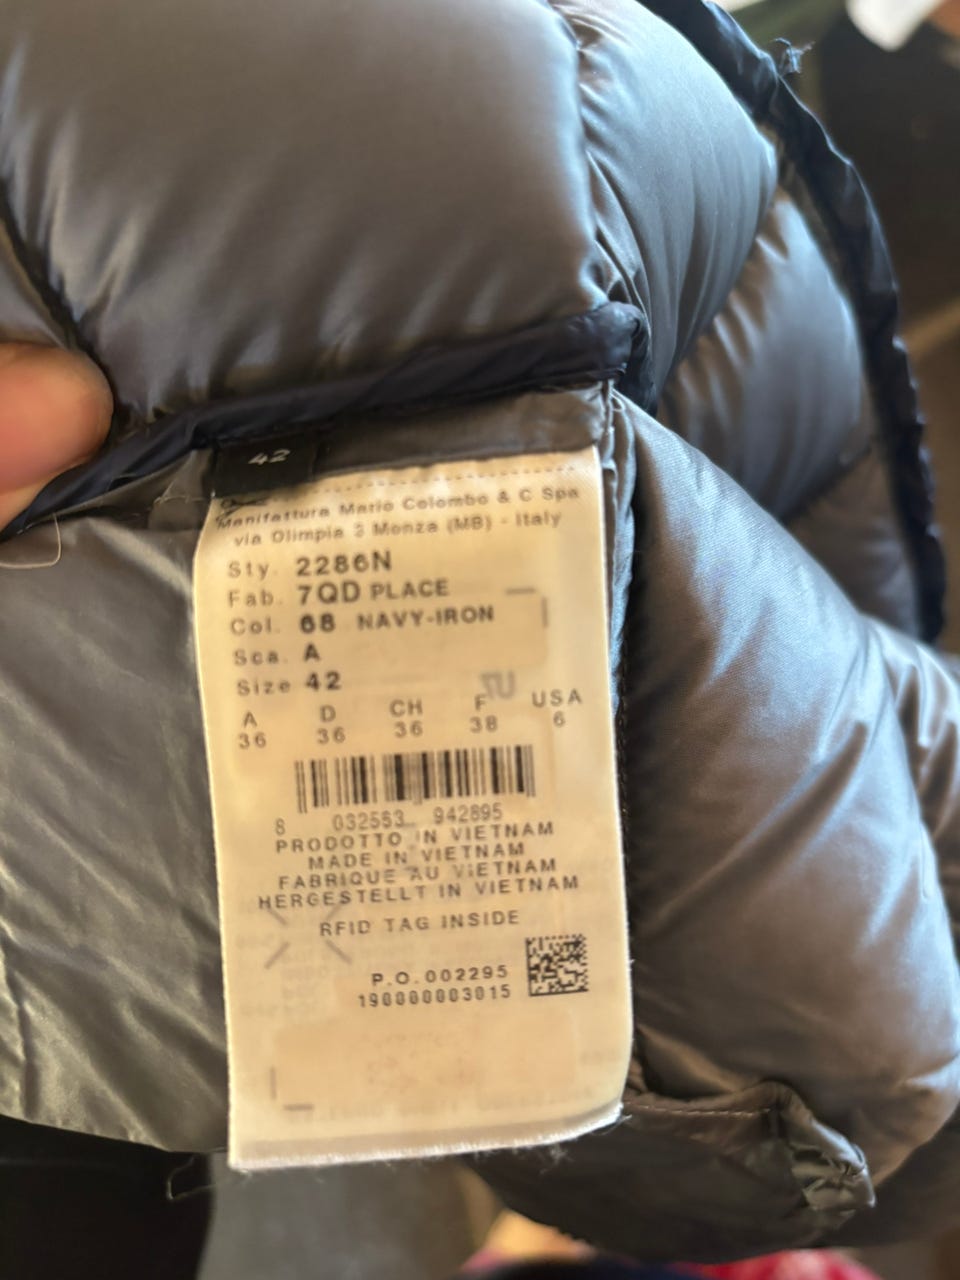 42
Manifattura Mario Colombo & C Spa
via Olimpia 3 Monza (MB) - Italy
Sty. 2286N
Fab. 7QD PLACE
Col. 68 NAVY-IRON
Sca. A
Size 42
A D CH F USA
36 36 36 38 6
8 032553 942895
PRODOTTO IN VIETNAM
MADE IN VIETNAM
FABRIQUE AU VIETNAM
HERGESTELLT IN VIETNAM
RFID TAG INSIDE
P.O. 002295
190000003015